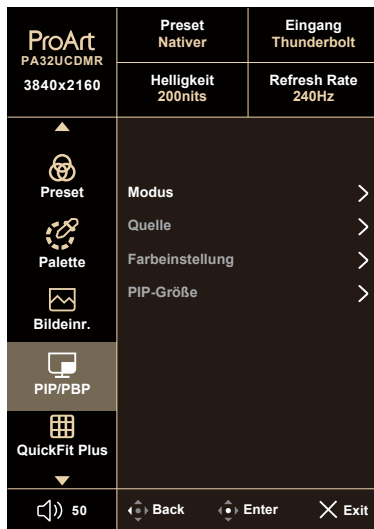 ProArt
PA32UCDMR
3840x2160
Preset
Nativer
Eingang
Thunderbolt
Helligkeit
200nits
Refresh Rate
240Hz
Preset
Palette
Bildeinr.
PIP/PBP
QuickFit Plus
Modus
Quelle
Farbeinstellung
PIP-Größe
50
Back
Enter
Exit